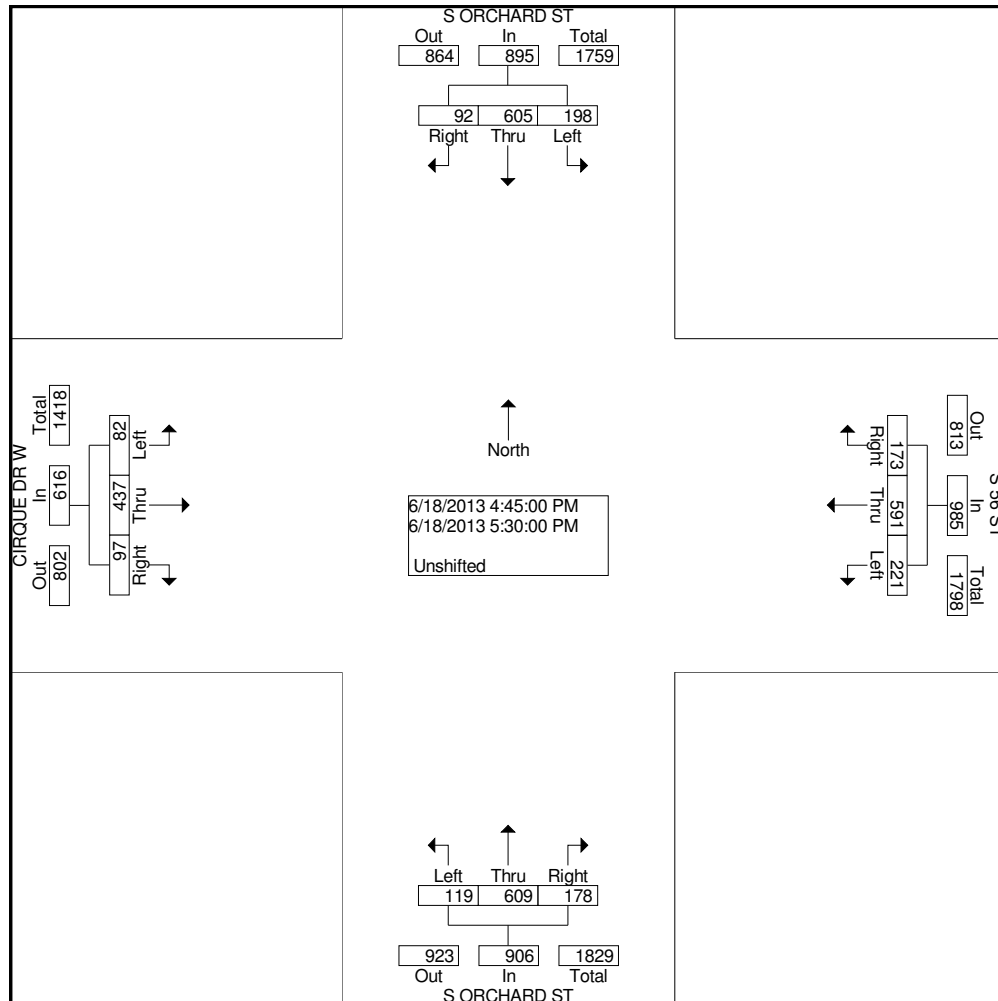 S ORCHARD ST
Out In Total
864 895 1759
92 605 198
Right Thru Left
CIRQUE DR W
Total In Out
1418 616 802
82 437 97
Left Thru Right
North
6/18/2013 4:45:00 PM
6/18/2013 5:30:00 PM
Unshifted
Right Thru Left
173 591 221
813 985 1798
Out In Total
S 56 ST
Left Thru Right
119 609 178
923 906 1829
Out In Total
S ORCHARD ST